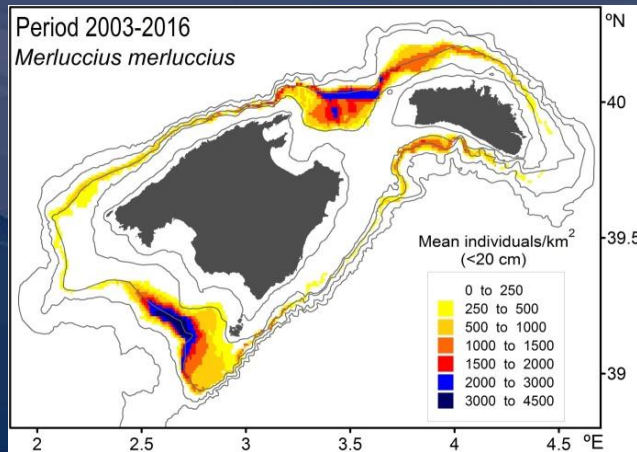 Period 2003-2016
Merluccius merluccius
ºN
40
39.5
39
Mean individuals/km²
(<20 cm)
0 to 250
250 to 500
500 to 1000
1000 to 1500
1500 to 2000
2000 to 3000
3000 to 4500
2 2.5 3 3.5 4 4.5 ºE